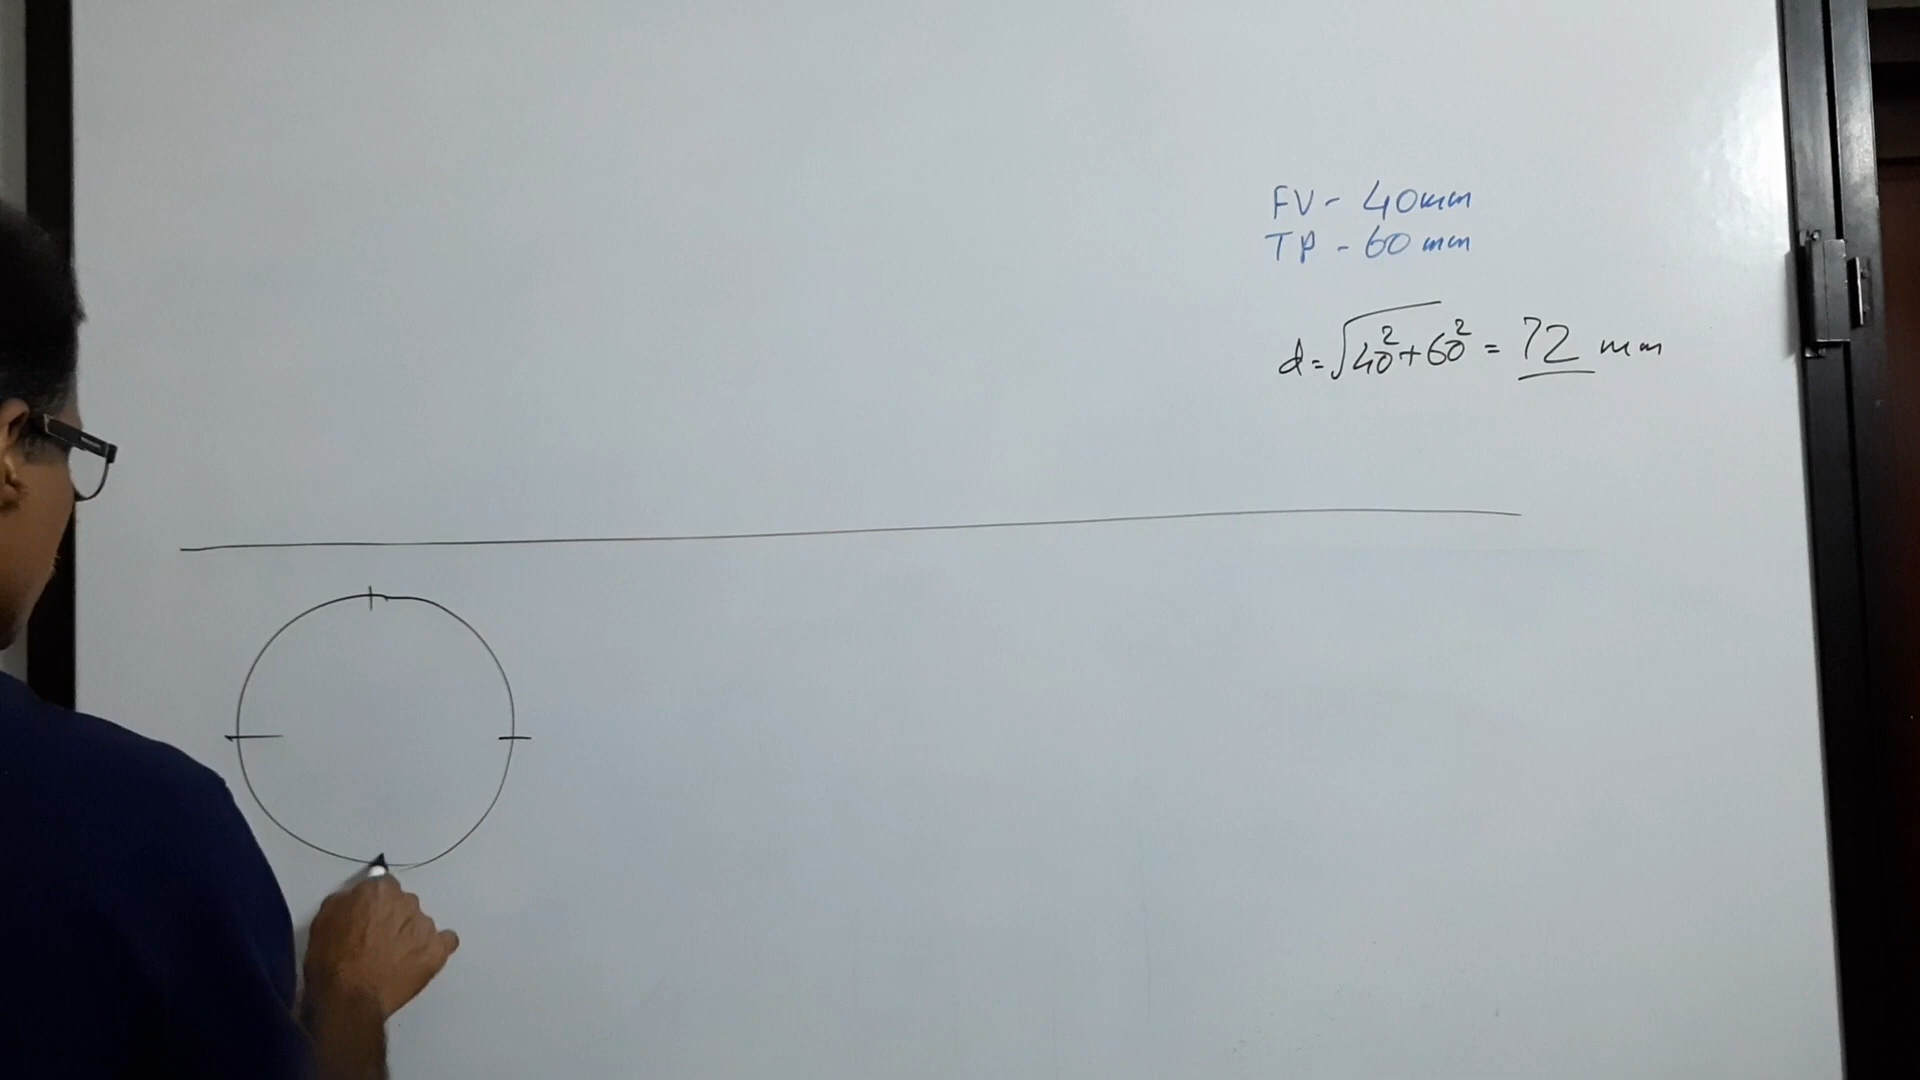 FV - 40mm
TP - 60 mm
d = √40² + 60² = 72 mm